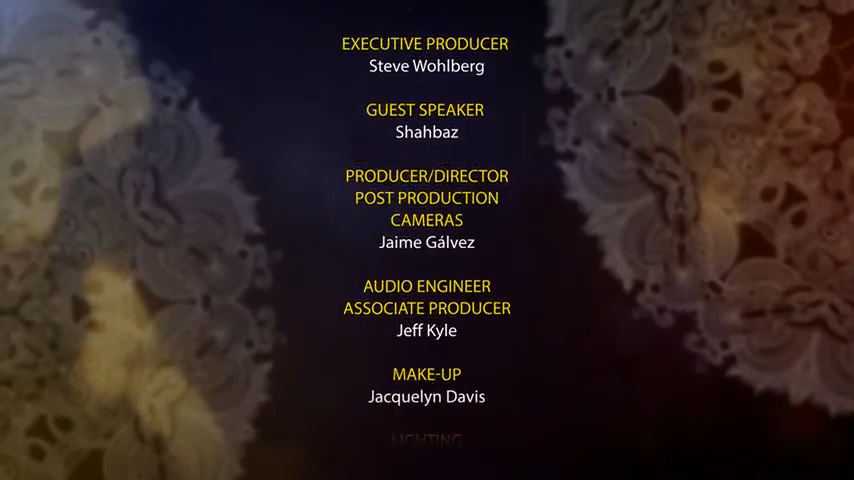 EXECUTIVE PRODUCER
Steve Wohlberg
GUEST SPEAKER
Shahbaz
PRODUCER/DIRECTOR
POST PRODUCTION
CAMERAS
Jaime Gálvez
AUDIO ENGINEER
ASSOCIATE PRODUCER
Jeff Kyle
MAKE-UP
Jacquelyn Davis
LIGHTING